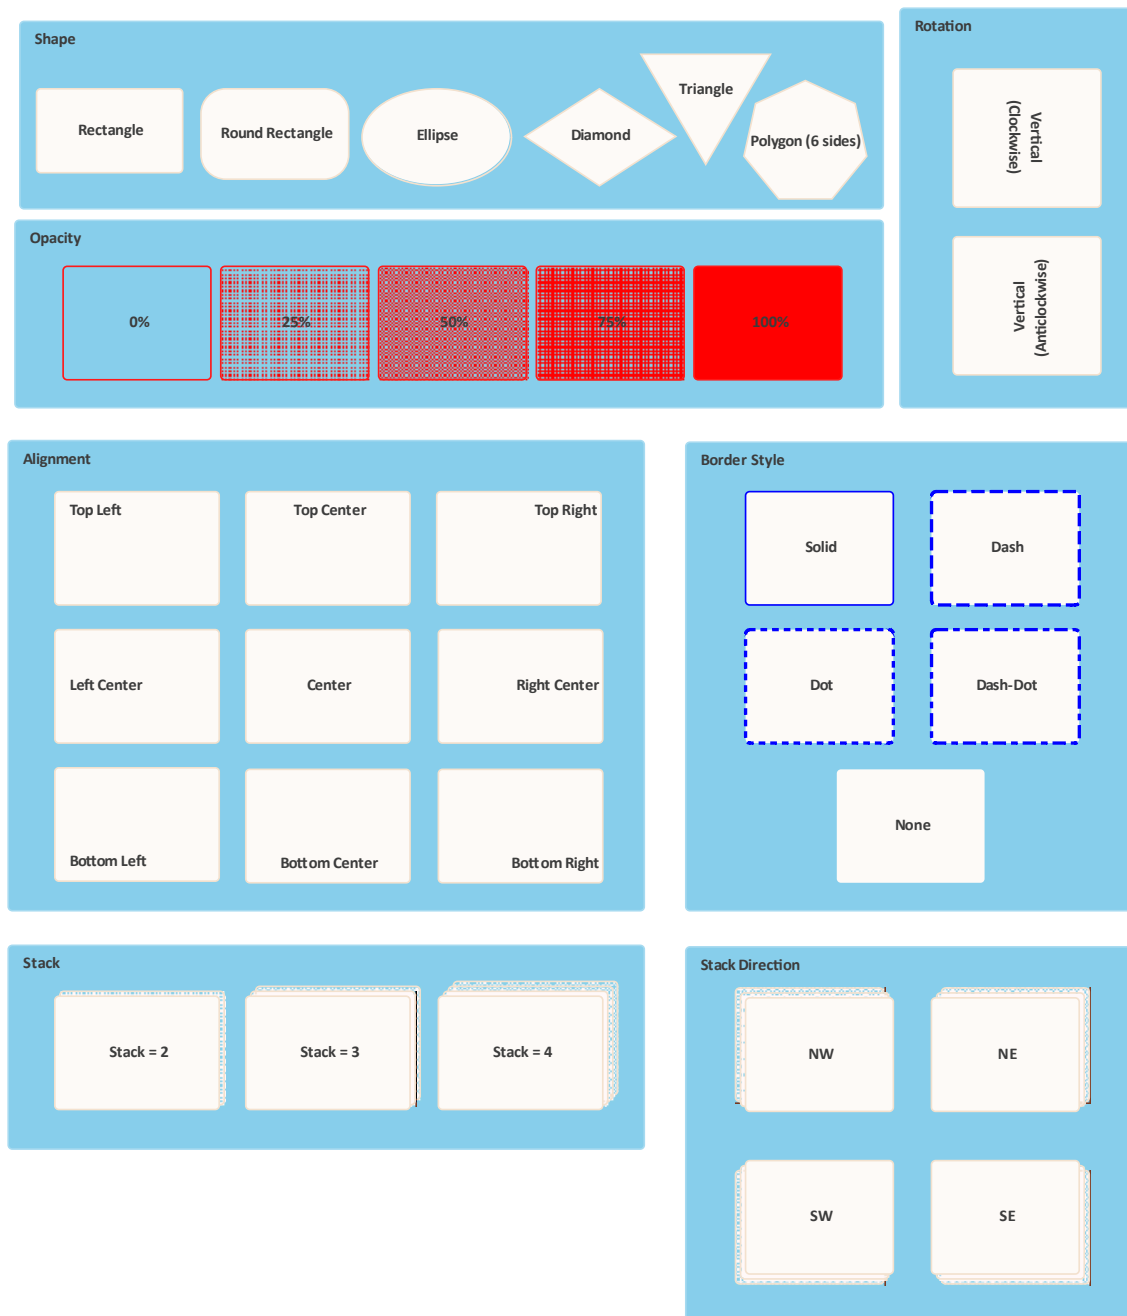 Shape
Rectangle
Round Rectangle
Ellipse
Diamond
Triangle
Polygon (6 sides)
Rotation
Vertical
(Clockwise)
Vertical
(Anticlockwise)
Opacity
0%
25%
50%
75%
100%
Alignment
Top Left
Top Center
Top Right
Left Center
Center
Right Center
Bottom Left
Bottom Center
Bottom Right
Border Style
Solid
Dash
Dot
Dash-Dot
None
Stack
Stack = 2
Stack = 3
Stack = 4
Stack Direction
NW
NE
SW
SE